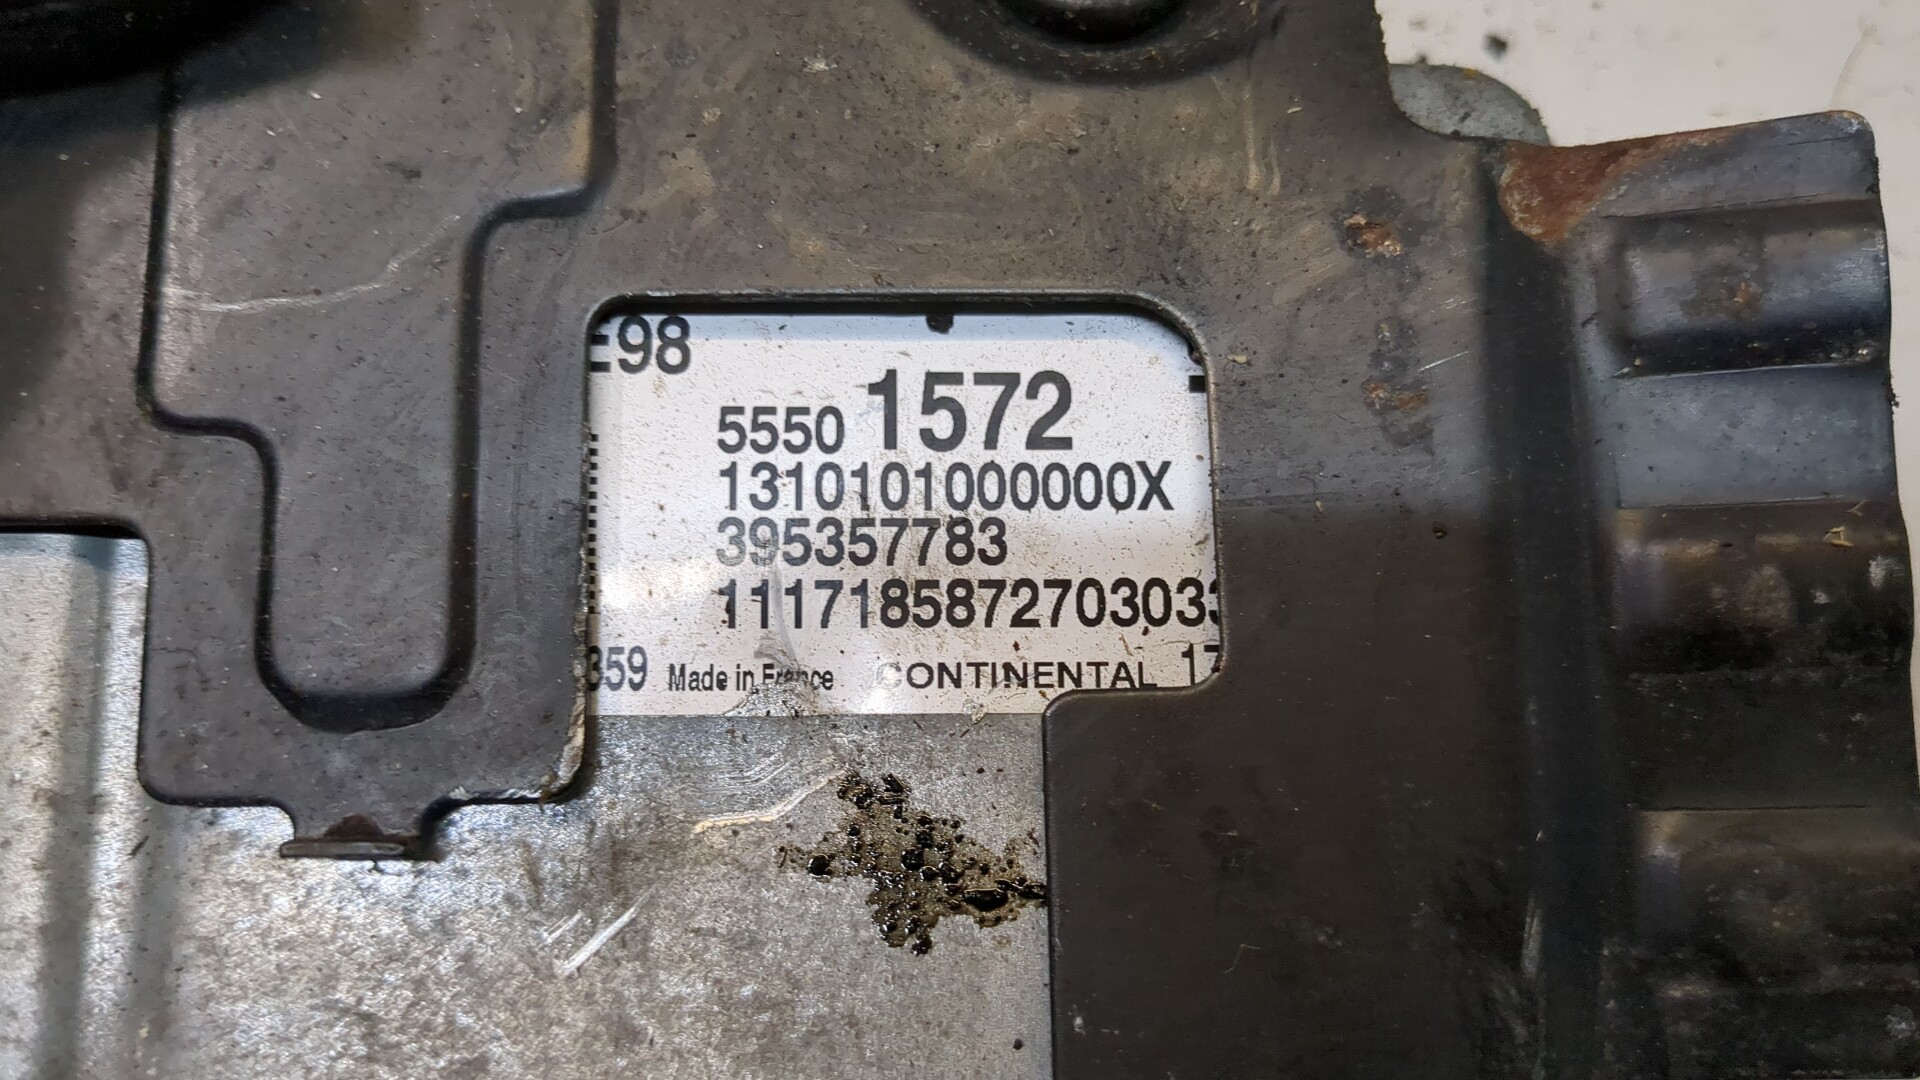 E98
5550 1572
1310101000000X
395357783
1117185872703033
359 Made in France CONTINENTAL 17